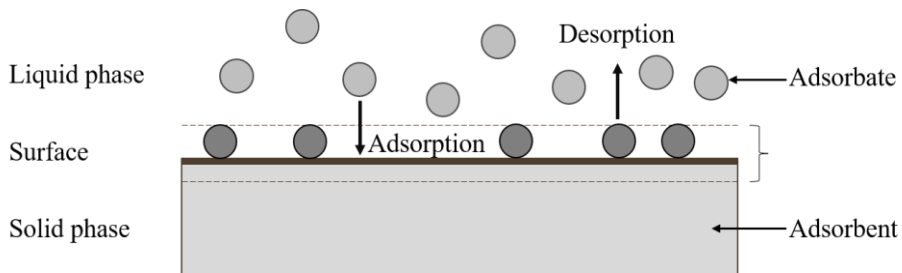 Desorption
Liquid phase
Adsorbate
Surface
Adsorption
Solid phase
Adsorbent